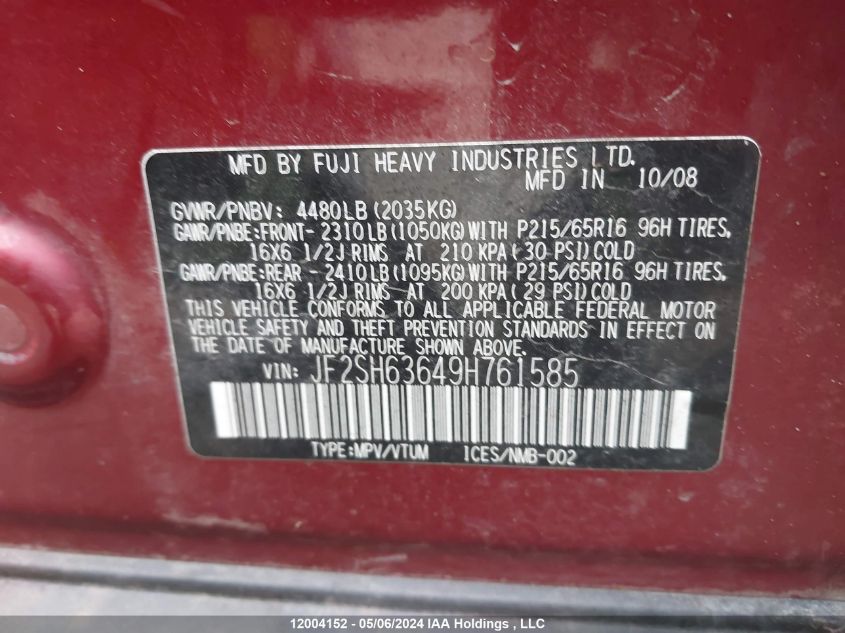 MFD BY FUJI HEAVY INDUSTRIES LTD.
MFD IN 10/08
GVWR/PNBV: 4480LB (2035KG)
GAWR/PNBE:FRONT- 2310LB (1050KG) WITH P215/65R16 96H TIRES,
16X6 1/2J RIMS AT 210 KPA ( 30 PSI) COLD
GAWR/PNBE:REAR - 2410LB (1095KG) WITH P215/65R16 96H TIRES,
16X6 1/2J RIMS AT 200 KPA ( 29 PSI) COLD
THIS VEHICLE CONFORMS TO ALL APPLICABLE FEDERAL MOTOR
VEHICLE SAFETY AND THEFT PREVENTION STANDARDS IN EFFECT ON
THE DATE OF MANUFACTURE SHOWN ABOVE.
VIN: JF2SH63649H761585
TYPE:MPV/VTUM ICES/NMB-002
12004152 - 05/06/2024 IAA Holdings , LLC